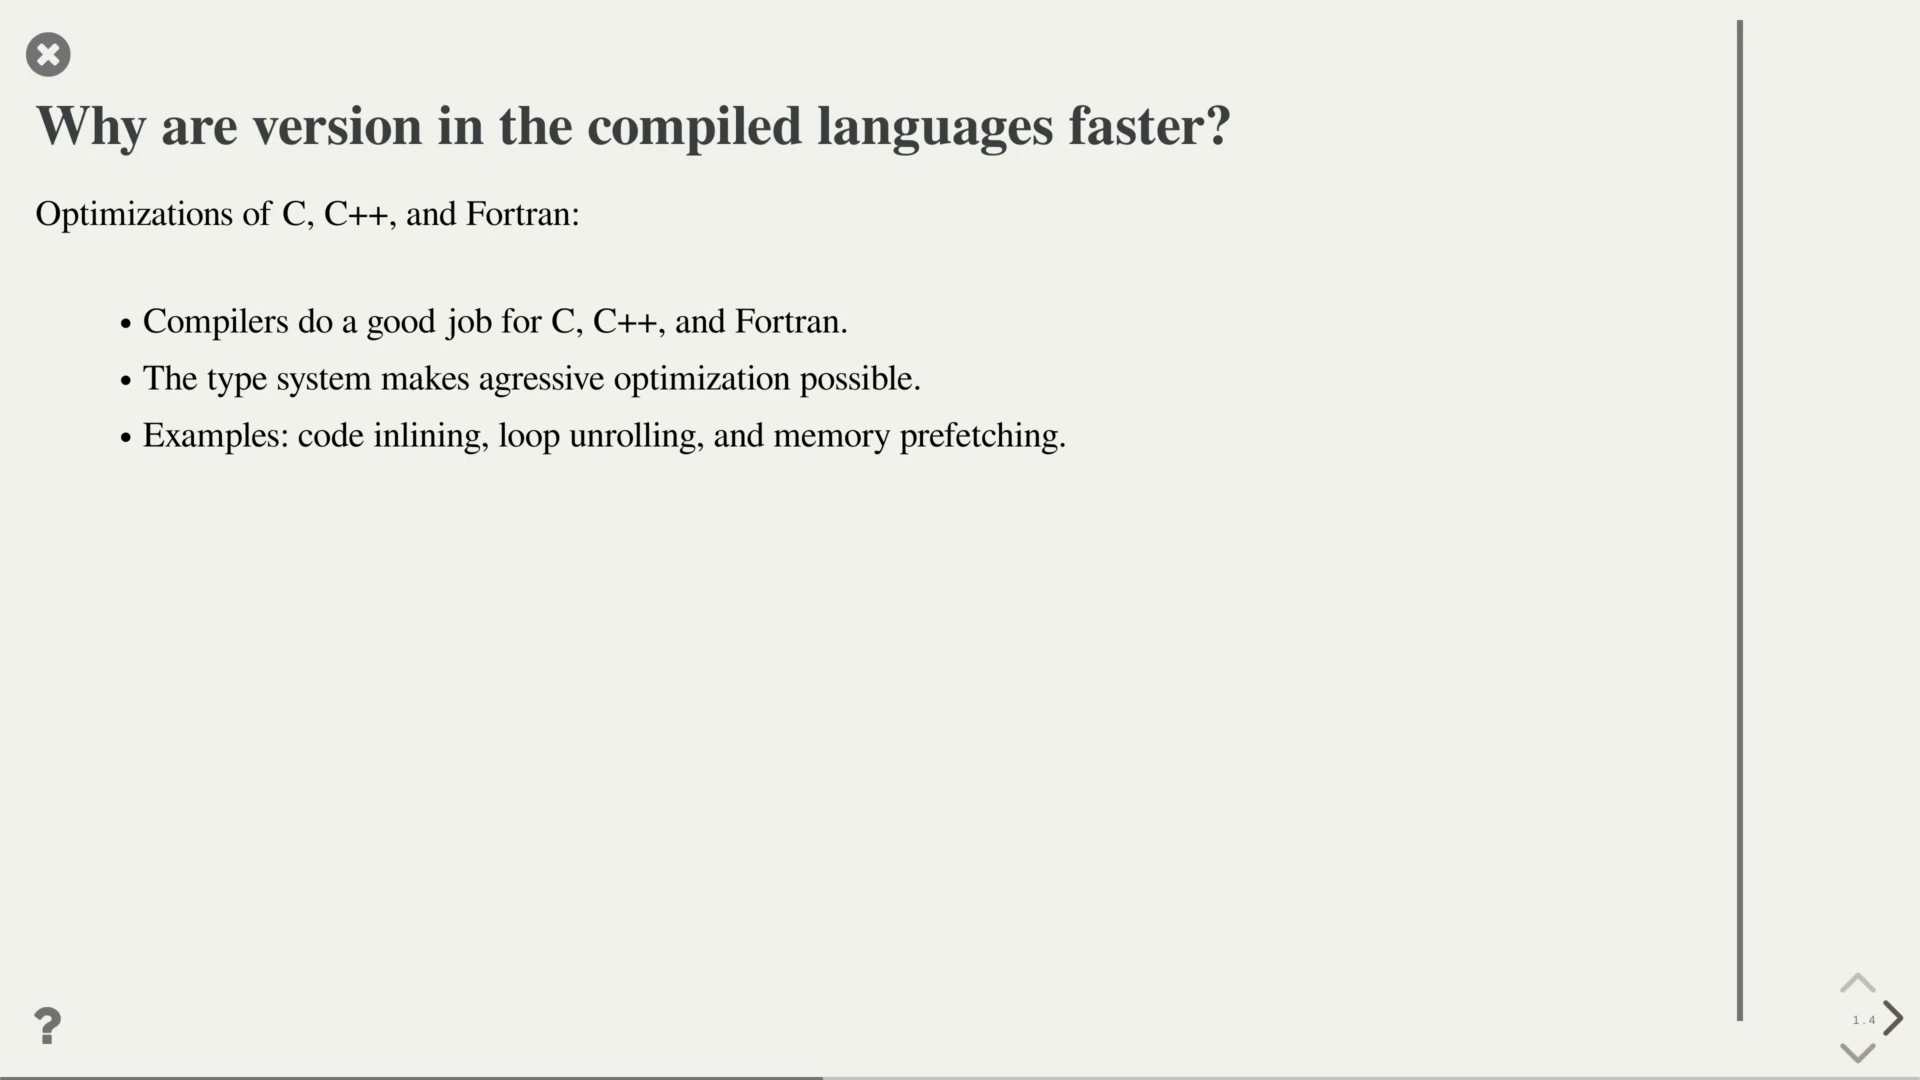 Why are version in the compiled languages faster?
Optimizations of C, C++, and Fortran:
• Compilers do a good job for C, C++, and Fortran.
• The type system makes agressive optimization possible.
• Examples: code inlining, loop unrolling, and memory prefetching.
?
1.4